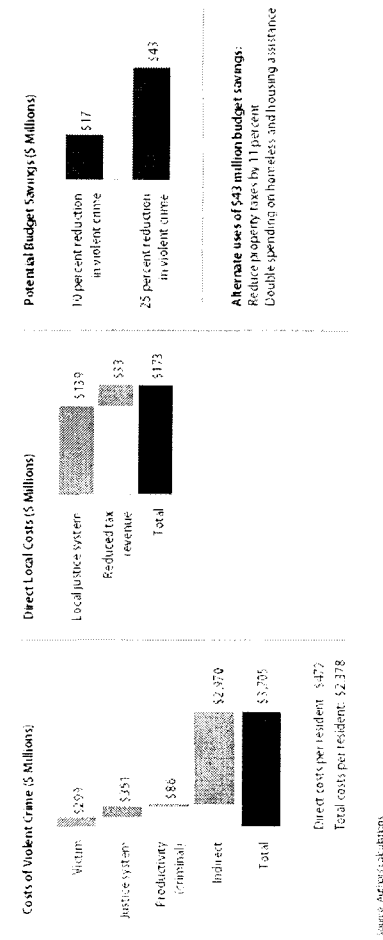 Costs of Violent Crime ($ Millions)
Victim
$299
Justice system
$351
Productivity
(criminal)
$86
Indirect
$2,970
Total
$3,705
Direct costs per resident: $472
Total costs per resident: $2,378
Direct Local Costs ($ Millions)
Local justice system
$139
Reduced tax
revenue
$33
Total
$173
Potential Budget Savings ($ Millions)
10 percent reduction
in violent crime
$17
25 percent reduction
in violent crime
$43
Alternate uses of $43 million budget savings:
Reduce property taxes by 11 percent
Double spending on homeless and housing assistance
Source: Authors' calculations